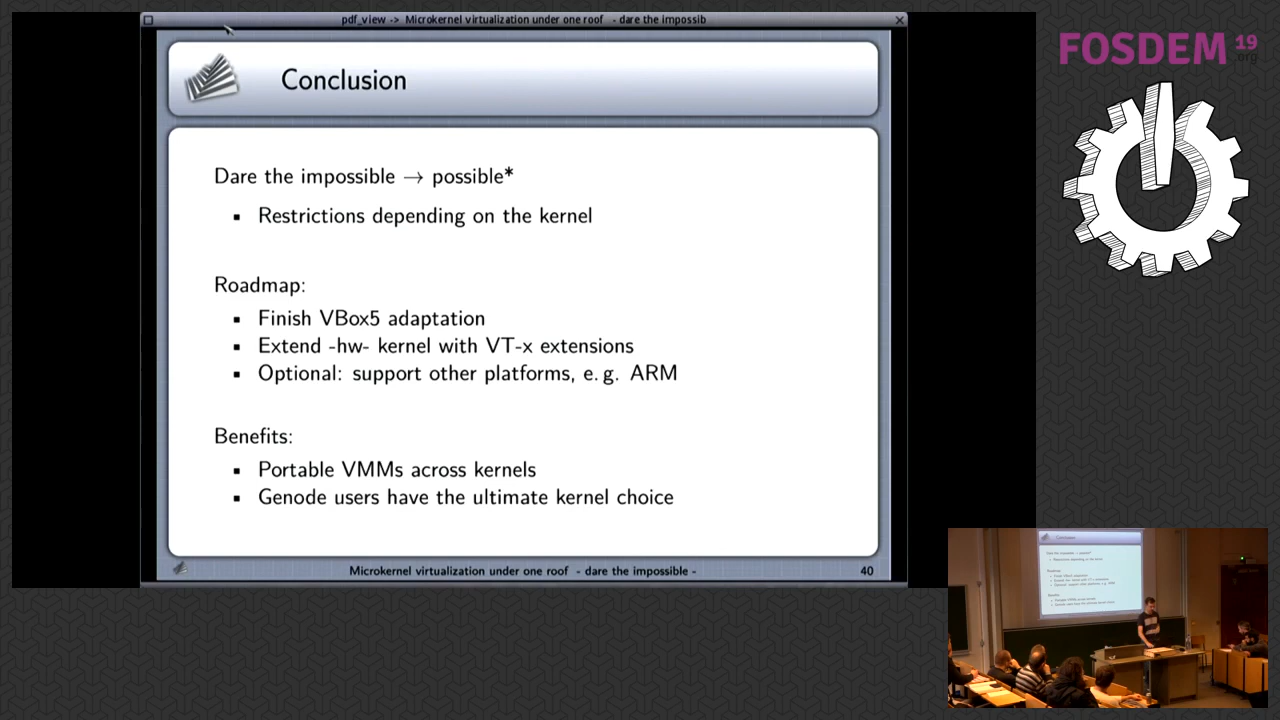 pdf_view -> Microkernel virtualization under one roof - dare the impossib
FOSDEM 19
.org
Conclusion
Dare the impossible → possible*
▪ Restrictions depending on the kernel
Roadmap:
▪ Finish VBox5 adaptation
▪ Extend -hw- kernel with VT-x extensions
▪ Optional: support other platforms, e. g. ARM
Benefits:
▪ Portable VMMs across kernels
▪ Genode users have the ultimate kernel choice
Microkernel virtualization under one roof - dare the impossible -
40